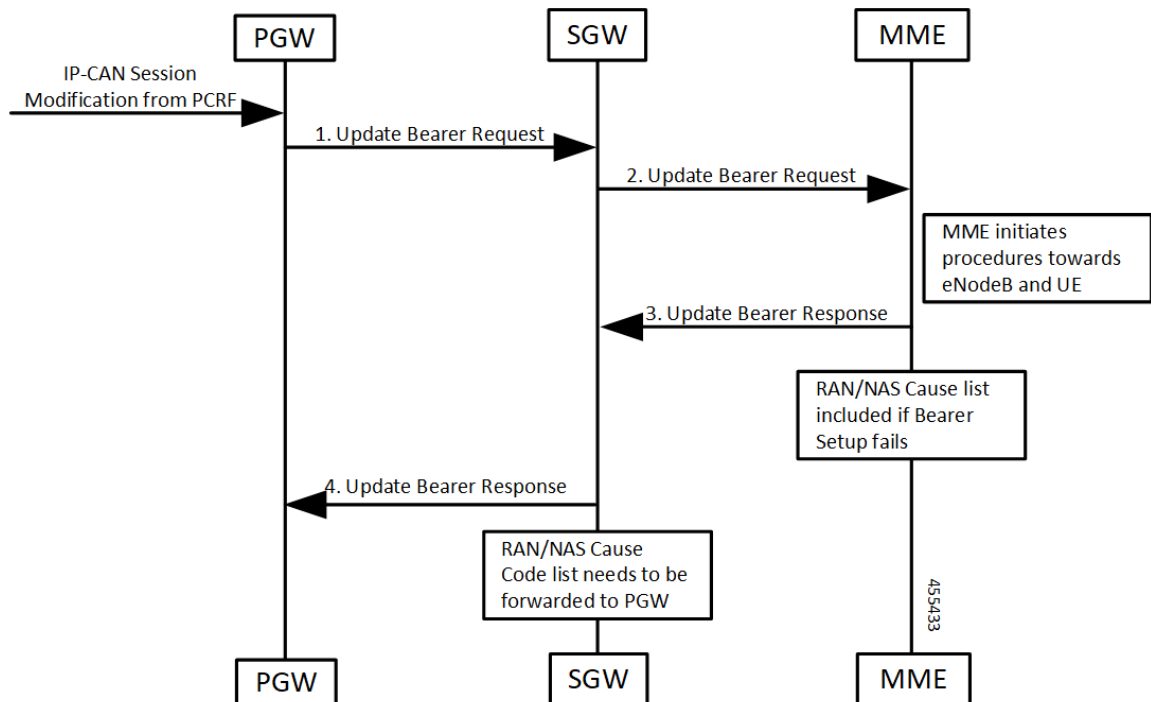 PGW
SGW
MME
IP-CAN Session
Modification from PCRF
1. Update Bearer Request
2. Update Bearer Request
MME initiates
procedures towards
eNodeB and UE
3. Update Bearer Response
RAN/NAS Cause list
included if Bearer
Setup fails
4. Update Bearer Response
RAN/NAS Cause
Code list needs to be
forwarded to PGW
455433
PGW
SGW
MME